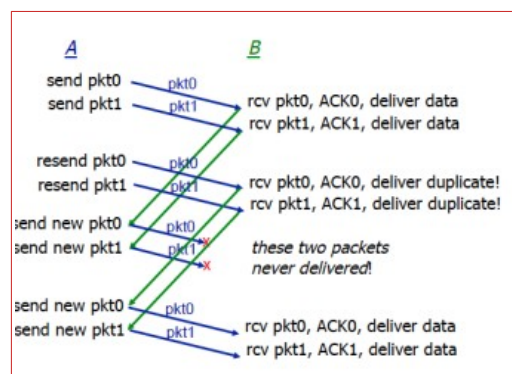 A B
send pkt0 pkt0 rcv pkt0, ACK0, deliver data
send pkt1 pkt1 rcv pkt1, ACK1, deliver data
resend pkt0 pkt0 rcv pkt0, ACK0, deliver duplicate!
resend pkt1 pkt1 rcv pkt1, ACK1, deliver duplicate!
send new pkt0 pkt0 x these two packets
send new pkt1 pkt1 x never delivered!
send new pkt0 pkt0 rcv pkt0, ACK0, deliver data
send new pkt1 pkt1 rcv pkt1, ACK1, deliver data